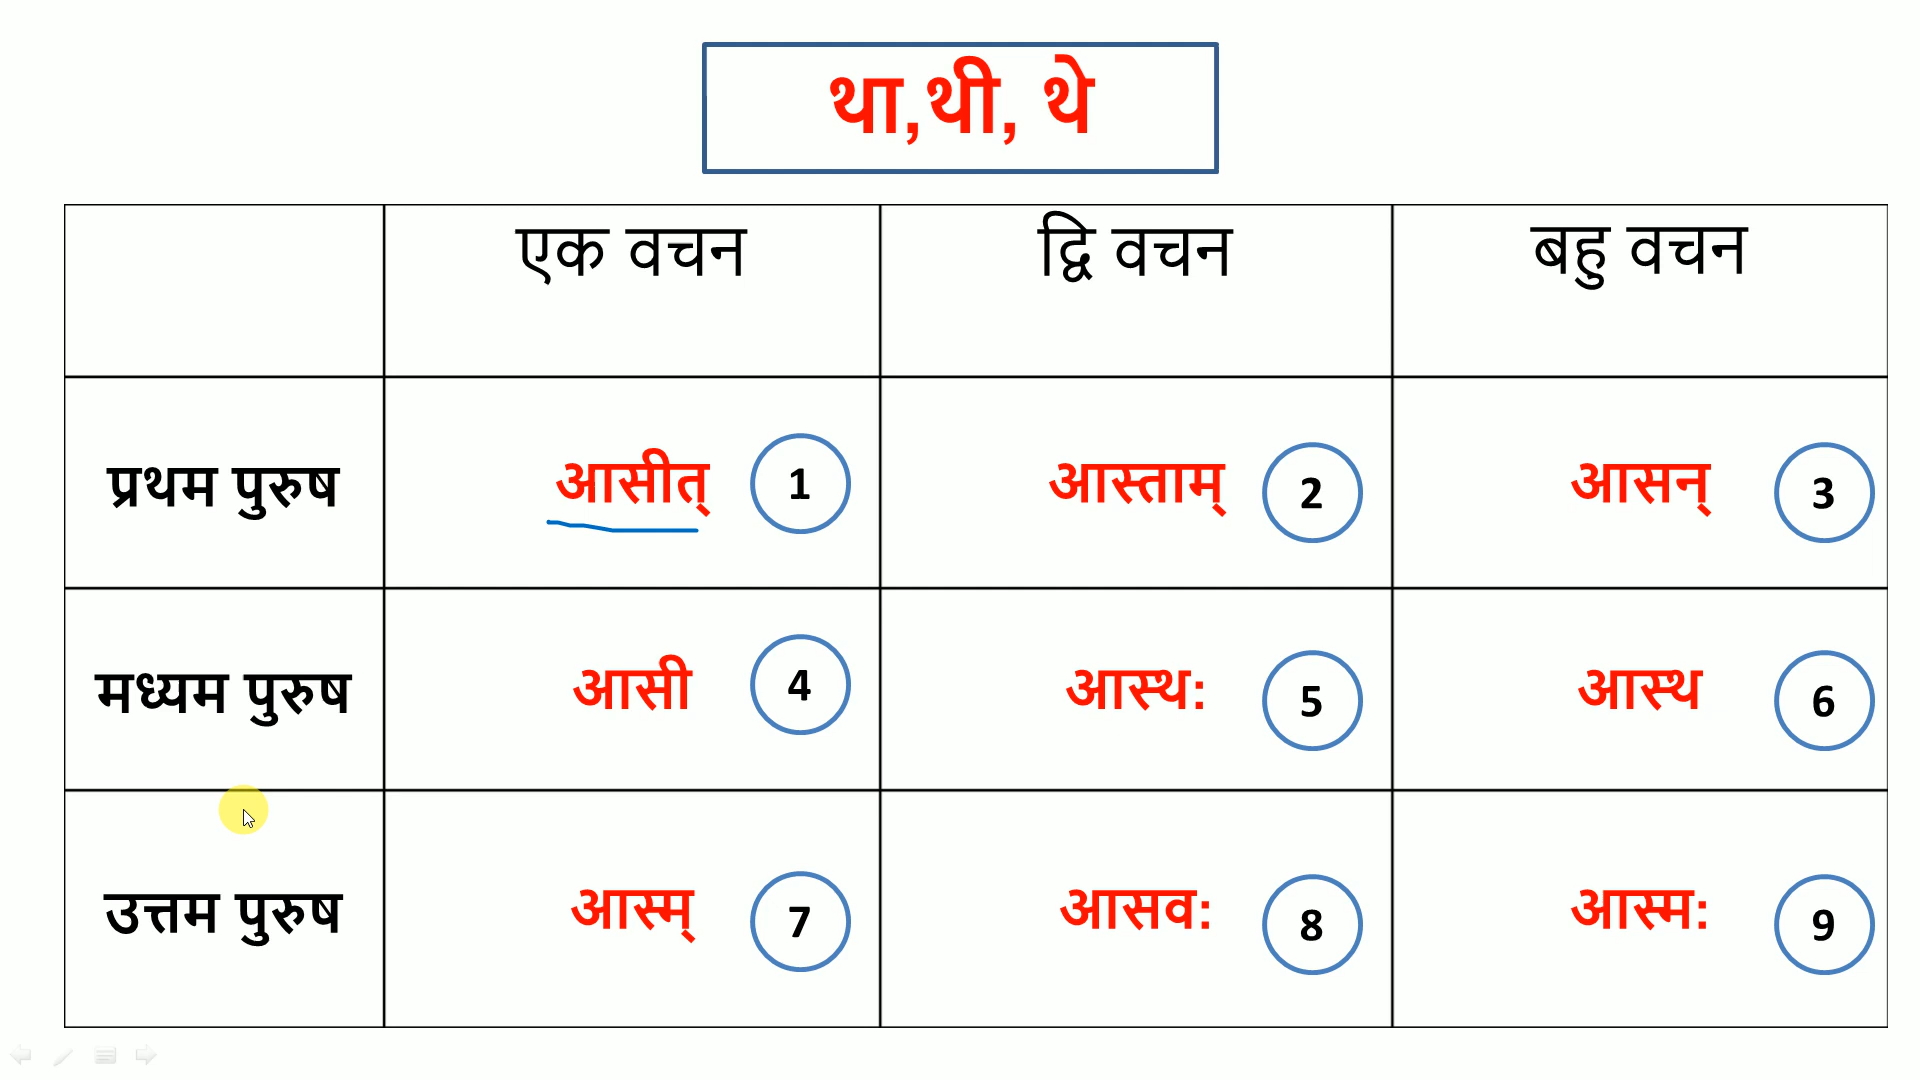 था,थी, थे
एक वचन द्वि वचन बहु वचन
प्रथम पुरुष आसीत् 1 आस्ताम् 2 आसन् 3
मध्यम पुरुष आसी 4 आस्थ: 5 आस्थ 6
उत्तम पुरुष आस्म् 7 आसव: 8 आस्म: 9